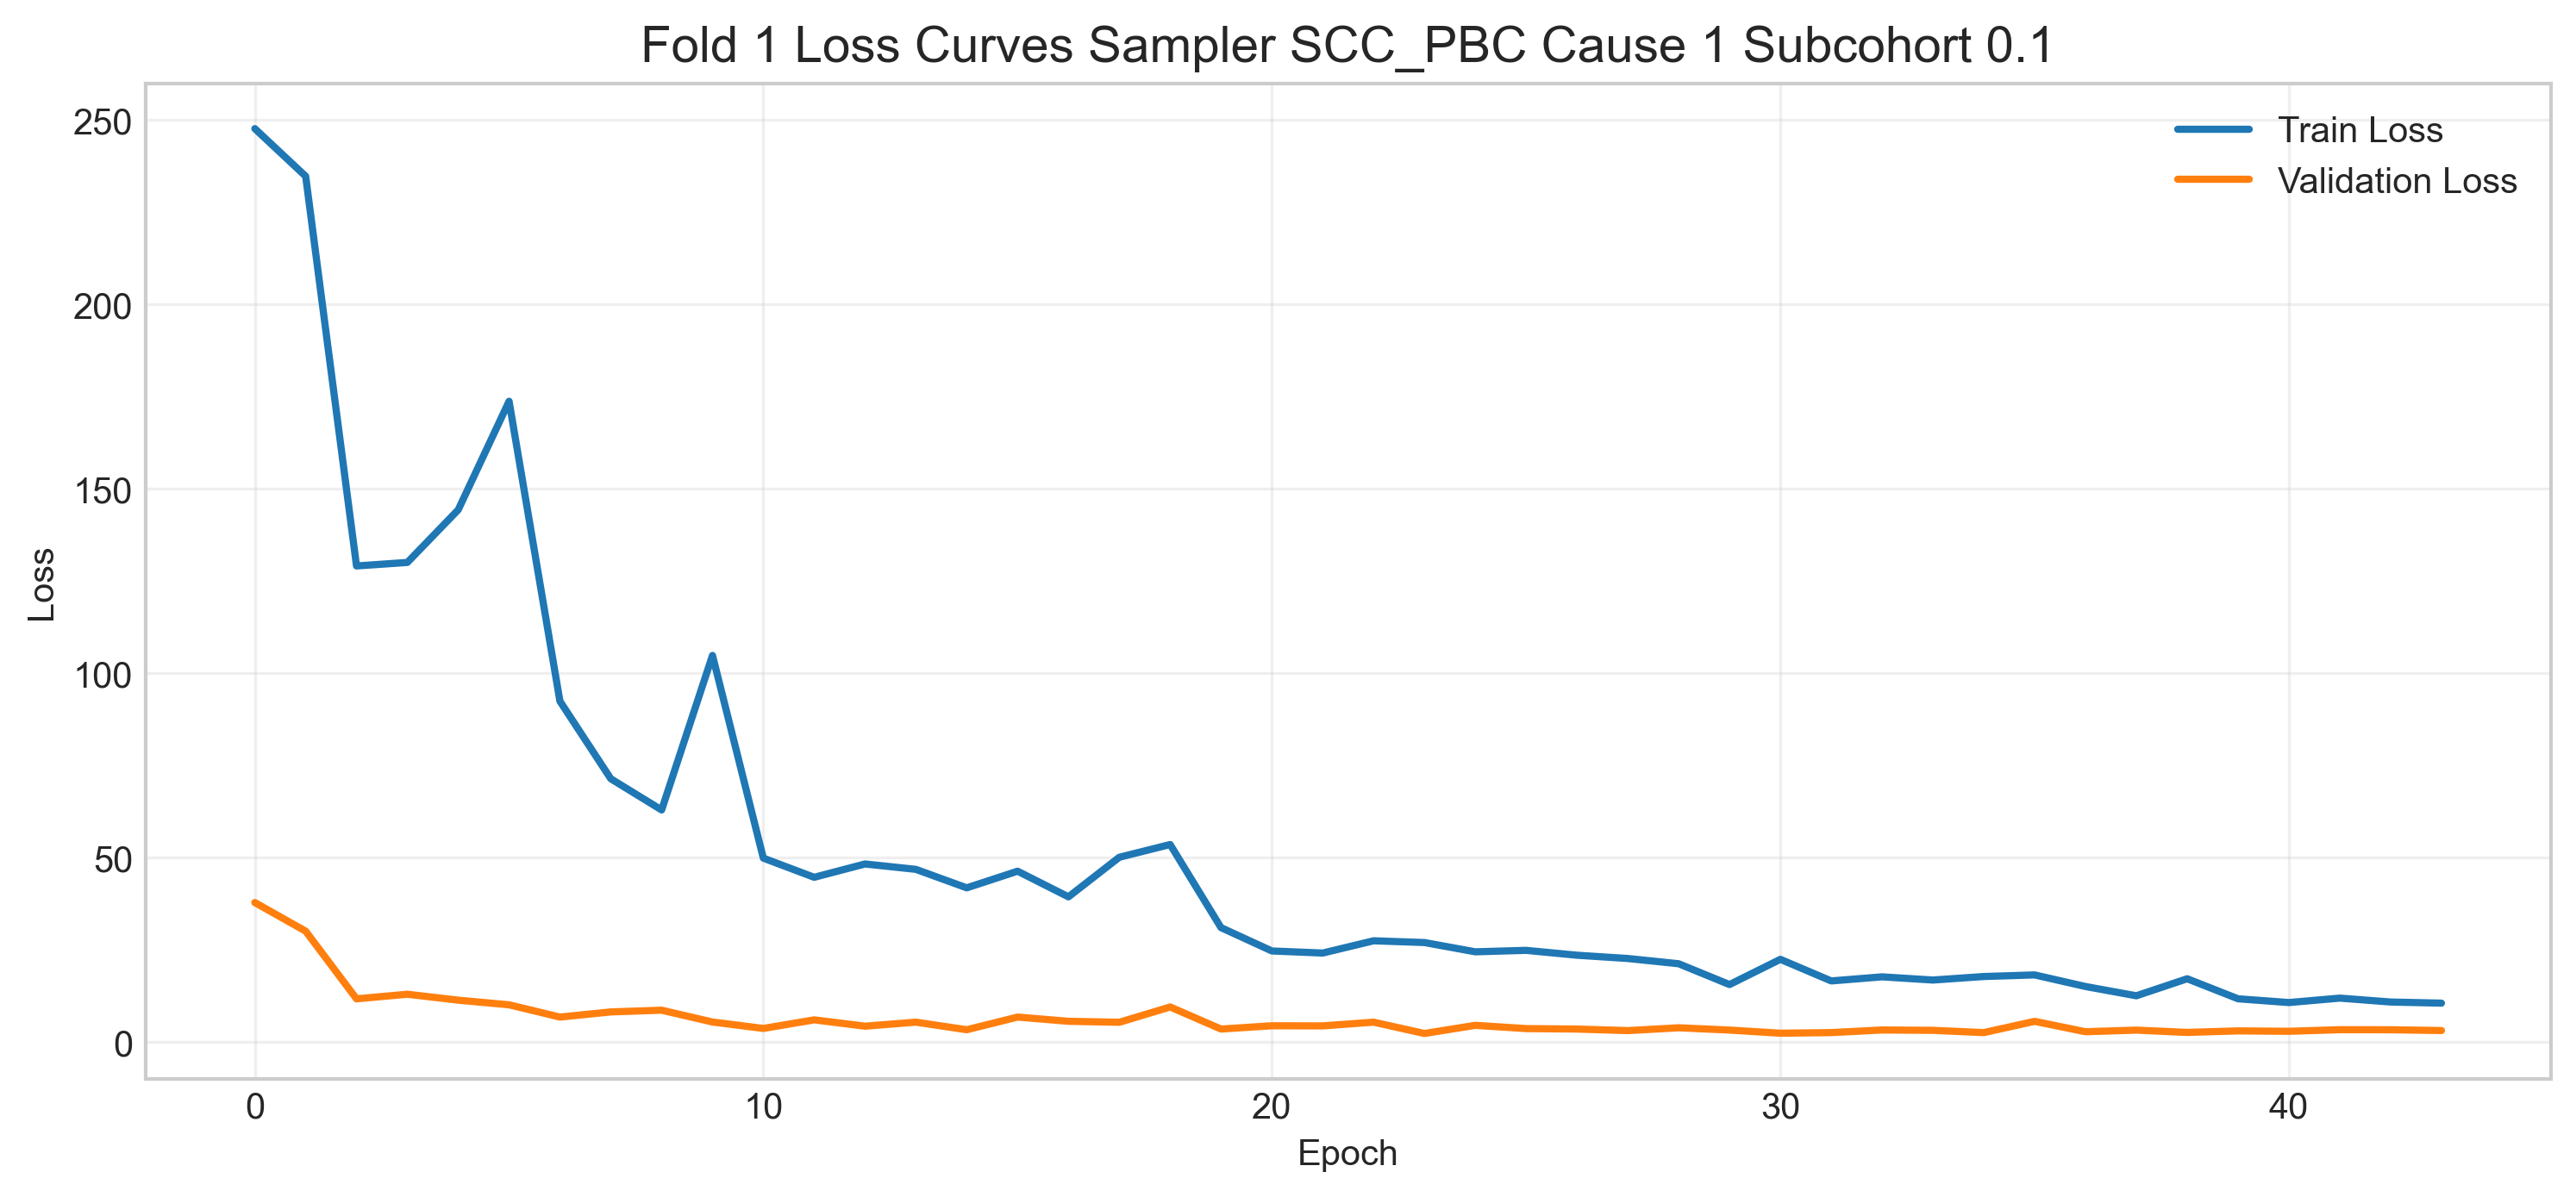 Fold 1 Loss Curves Sampler SCC_PBC Cause 1 Subcohort 0.1
Train Loss
Validation Loss
250
200
150
100
50
0
Loss
0 10 20 30 40
Epoch